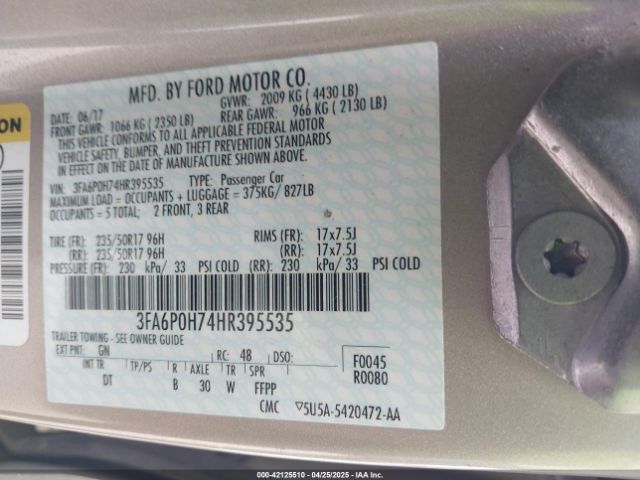 ON
MFD. BY FORD MOTOR CO.
DATE: 06/17 GVWR: 2009 KG ( 4430 LB)
FRONT GAWR: 1066 KG ( 2350 LB) REAR GAWR: 966 KG ( 2130 LB)
THIS VEHICLE CONFORMS TO ALL APPLICABLE FEDERAL MOTOR
VEHICLE SAFETY, BUMPER, AND THEFT PREVENTION STANDARDS
IN EFFECT ON THE DATE OF MANUFACTURE SHOWN ABOVE.
VIN: 3FA6P0H74HR395535 TYPE: Passenger Car
MAXIMUM LOAD = OCCUPANTS + LUGGAGE = 375KG/ 827LB
OCCUPANTS = 5 TOTAL; 2 FRONT, 3 REAR
TIRE (FR): 235/50R17 96H RIMS (FR): 17x7.5J
(RR): 235/50R17 96H (RR): 17x7.5J
PRESSURE (FR): 230 kPa/ 33 PSI COLD (RR): 230 kPa/ 33 PSI COLD
3FA6P0H74HR395535
TRAILER TOWING - SEE OWNER GUIDE
EXT PNT: GN RC: 48 DSO: F0045
INT TR TP/PS R AXLE TR SPR R0080
DT B 30 W FFPP
CMC ▽5U5A-5420472-AA
000-42125510 - 04/25/2025 - IAAI.com